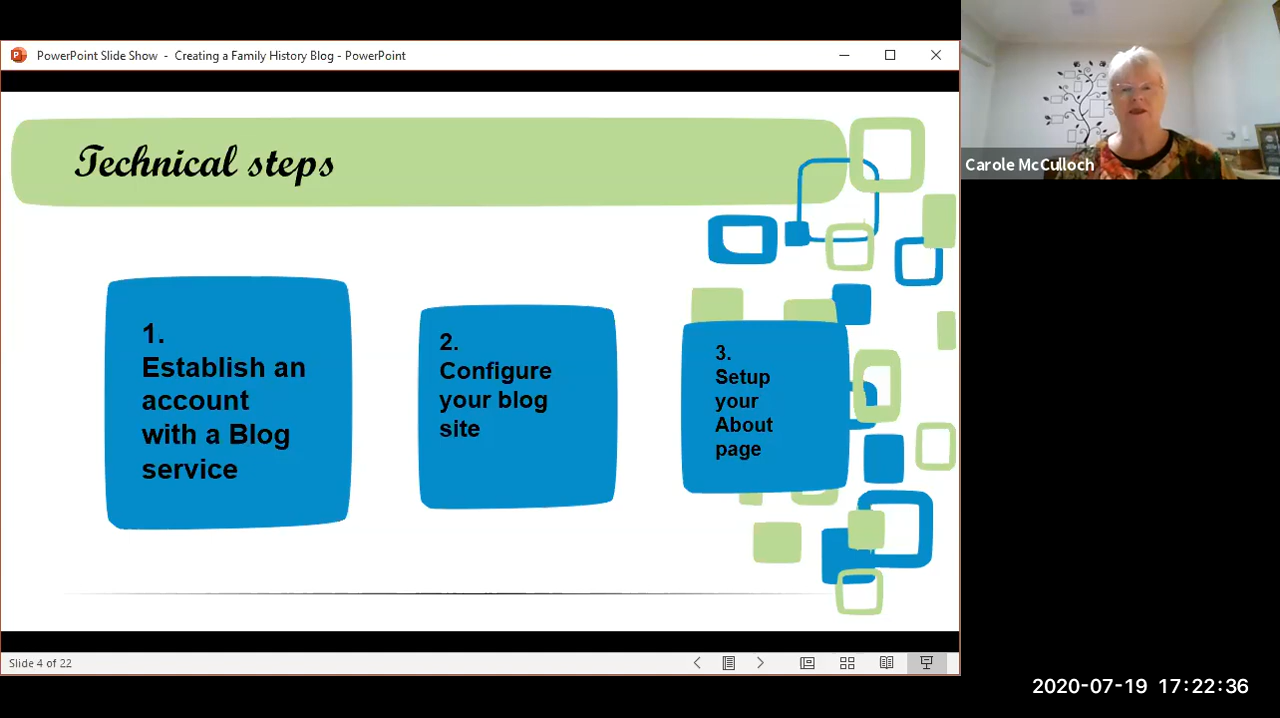 PowerPoint Slide Show - Creating a Family History Blog - PowerPoint
Carole McCulloch
Technical steps
1.
Establish an
account
with a Blog
service
2.
Configure
your blog
site
3.
Setup
your
About
page
Slide 4 of 22
2020-07-19 17:22:36